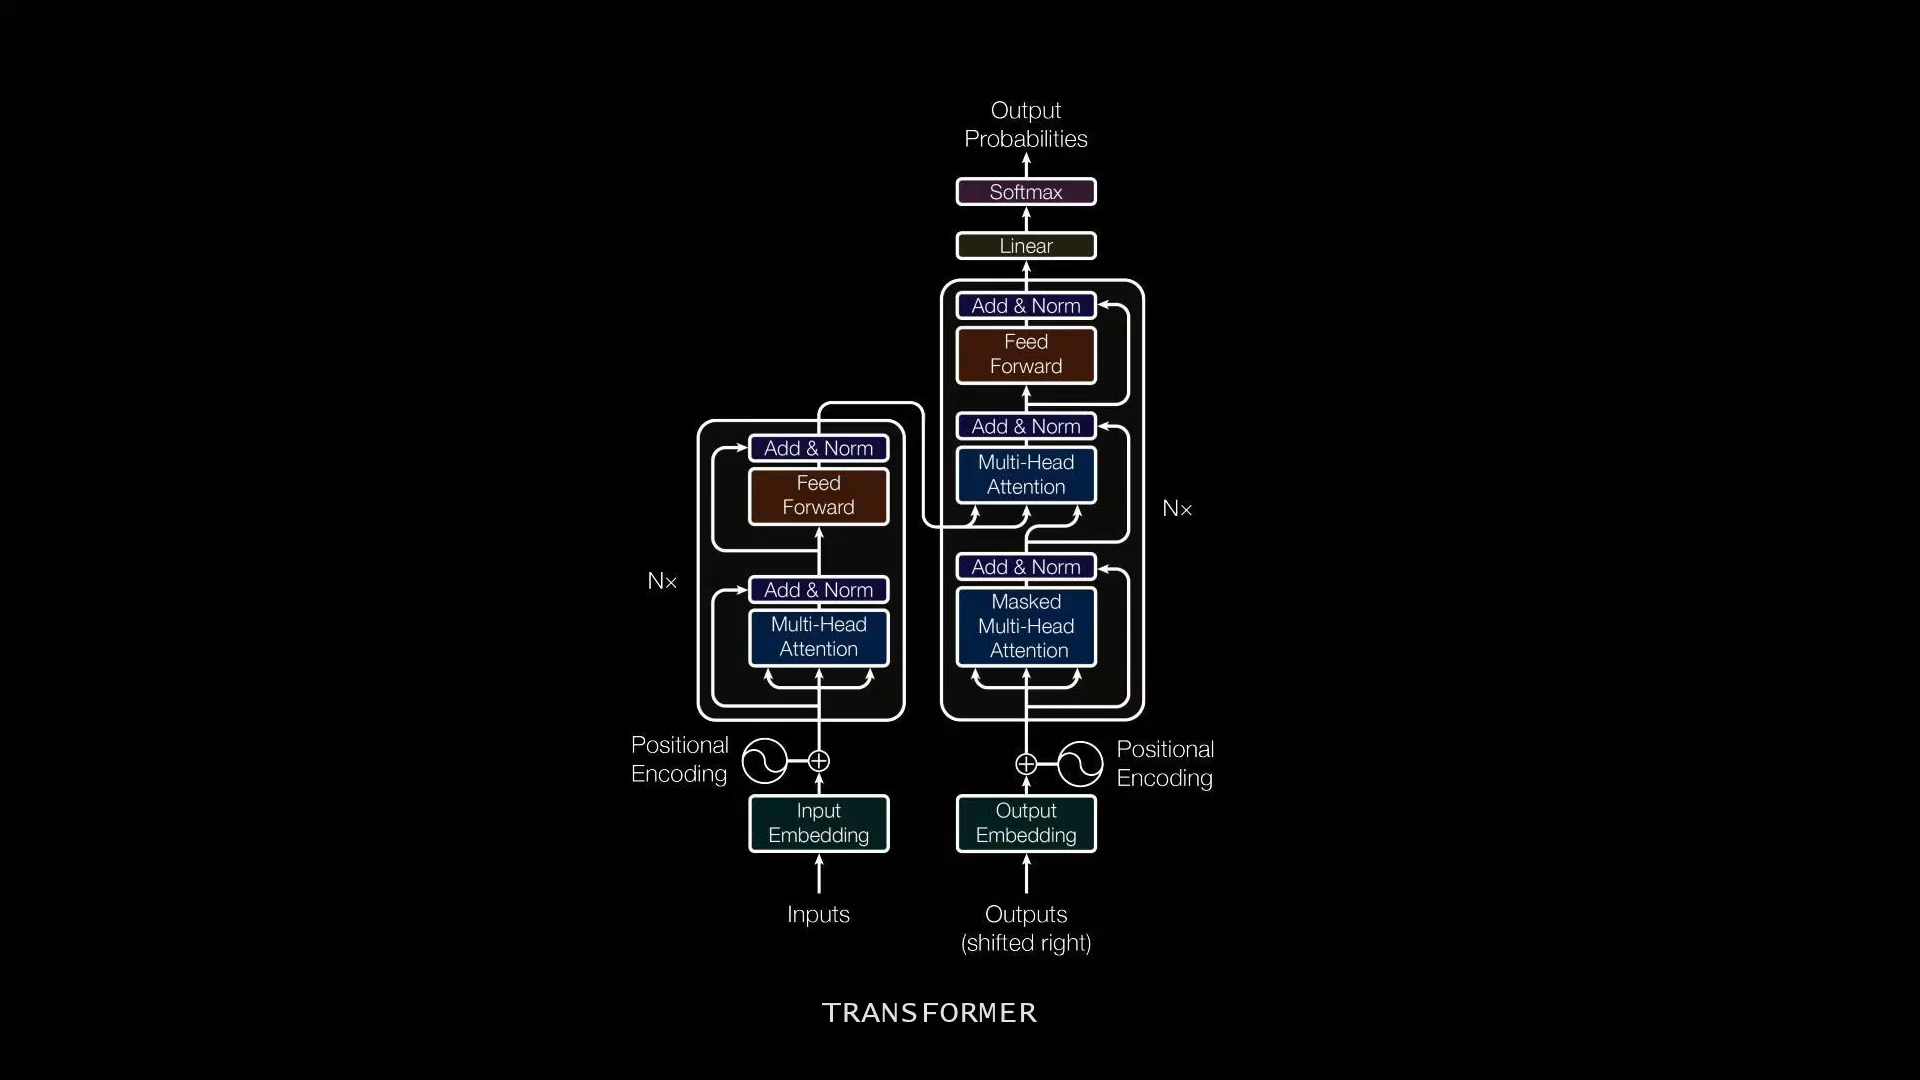 Output
Probabilities
Softmax
Linear
Add & Norm
Feed
Forward
Add & Norm
Multi-Head
Attention
Nx
Add & Norm
Masked
Multi-Head
Attention
Add & Norm
Feed
Forward
Nx
Add & Norm
Multi-Head
Attention
Positional
Encoding
Positional
Encoding
Input
Embedding
Output
Embedding
Inputs
Outputs
(shifted right)
TRANSFORMER